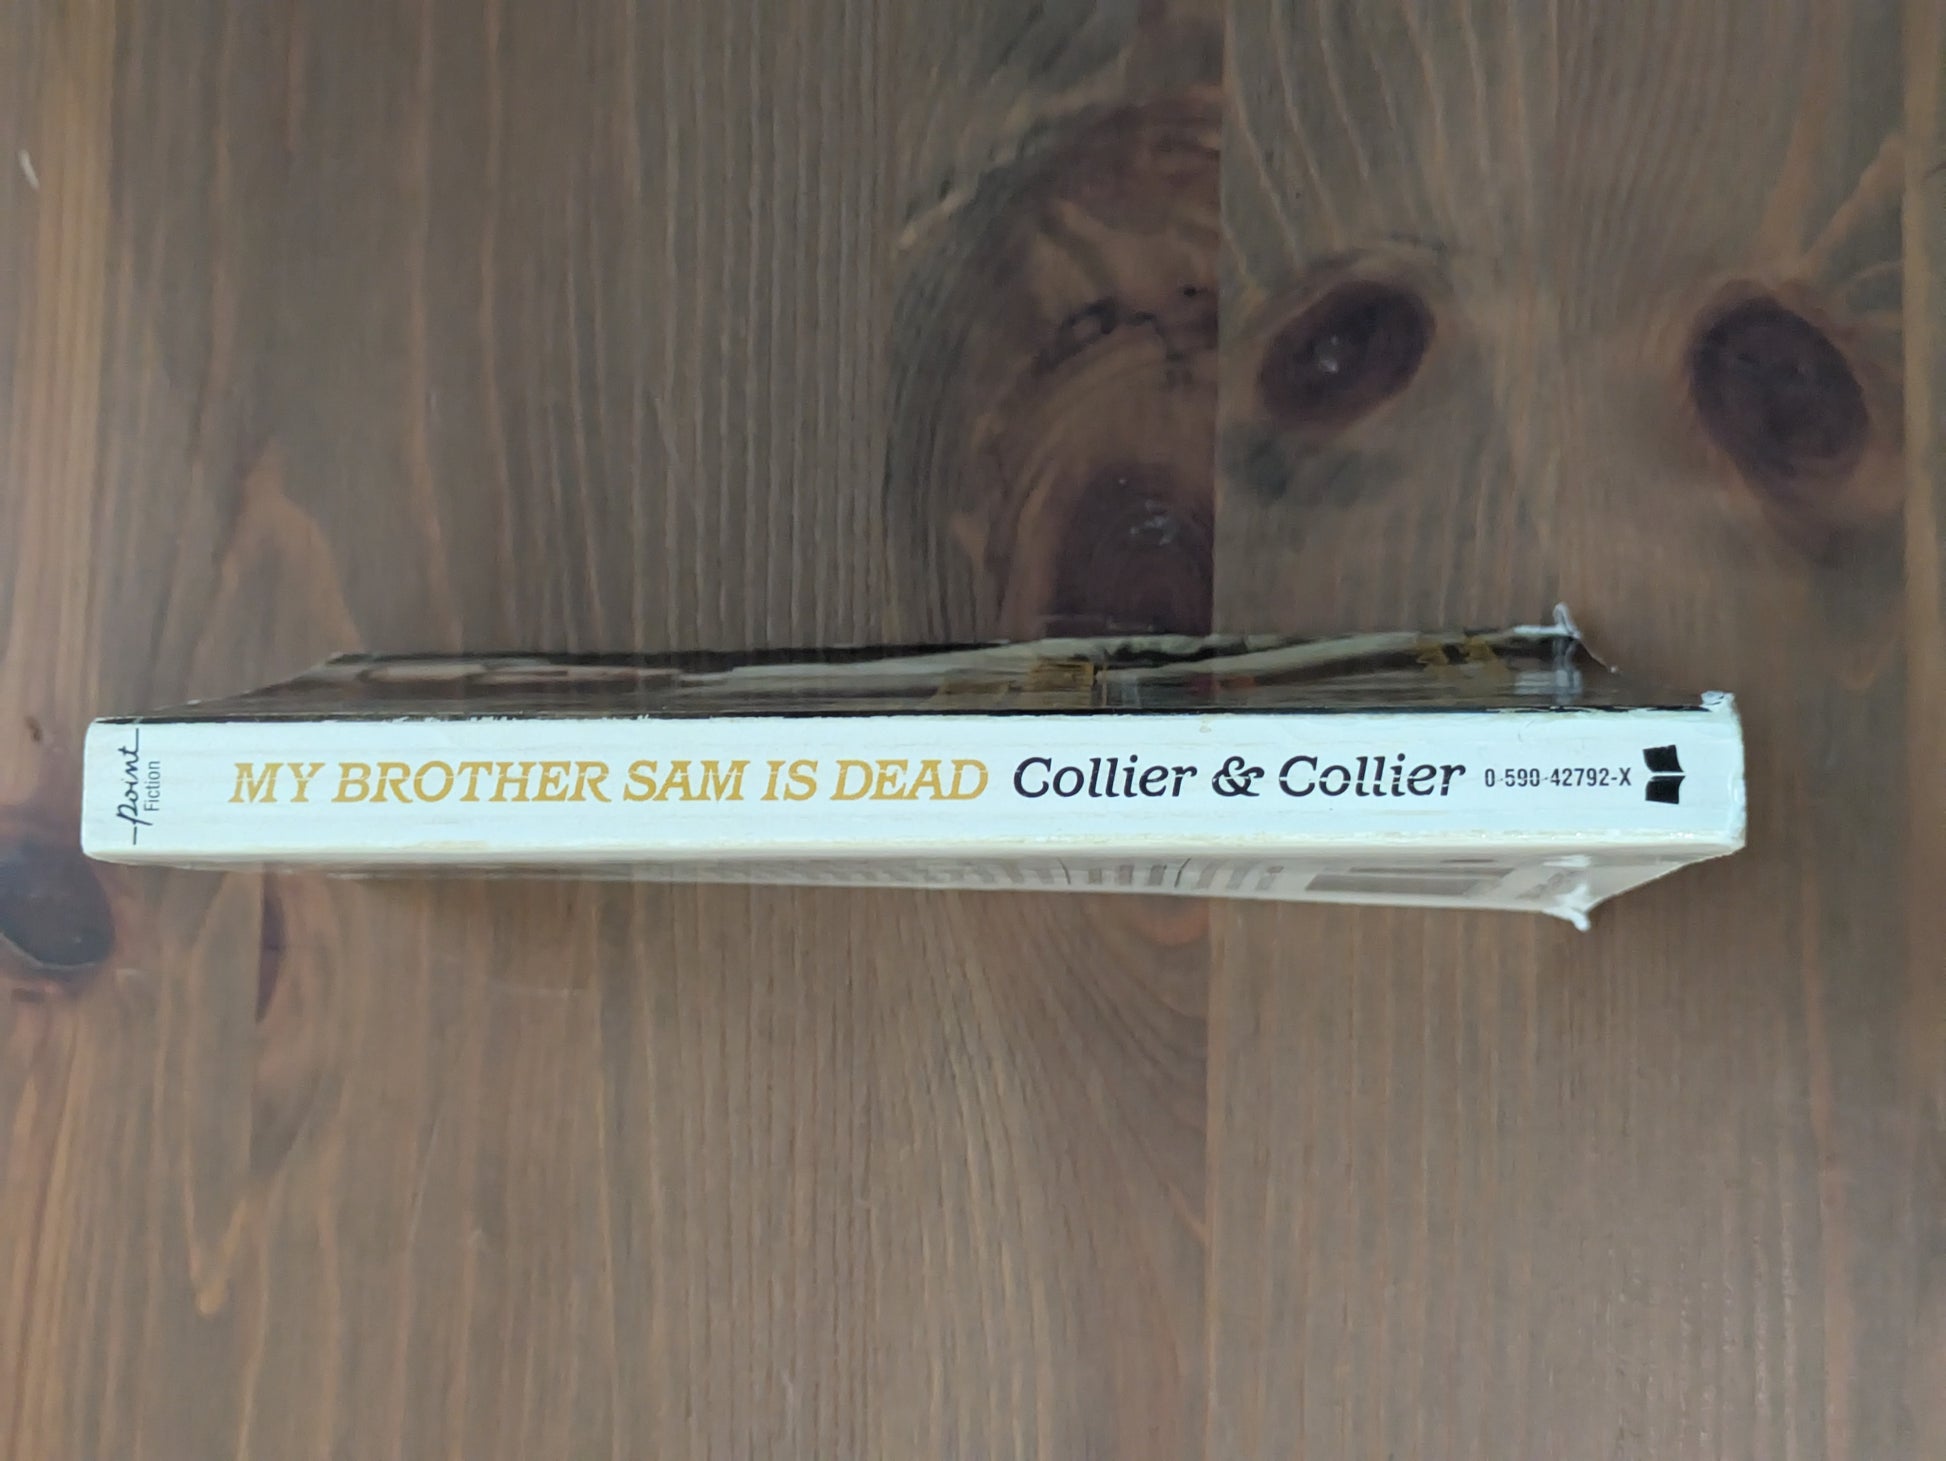 point
Fiction
MY BROTHER SAM IS DEAD Collier & Collier 0-590-42792-X